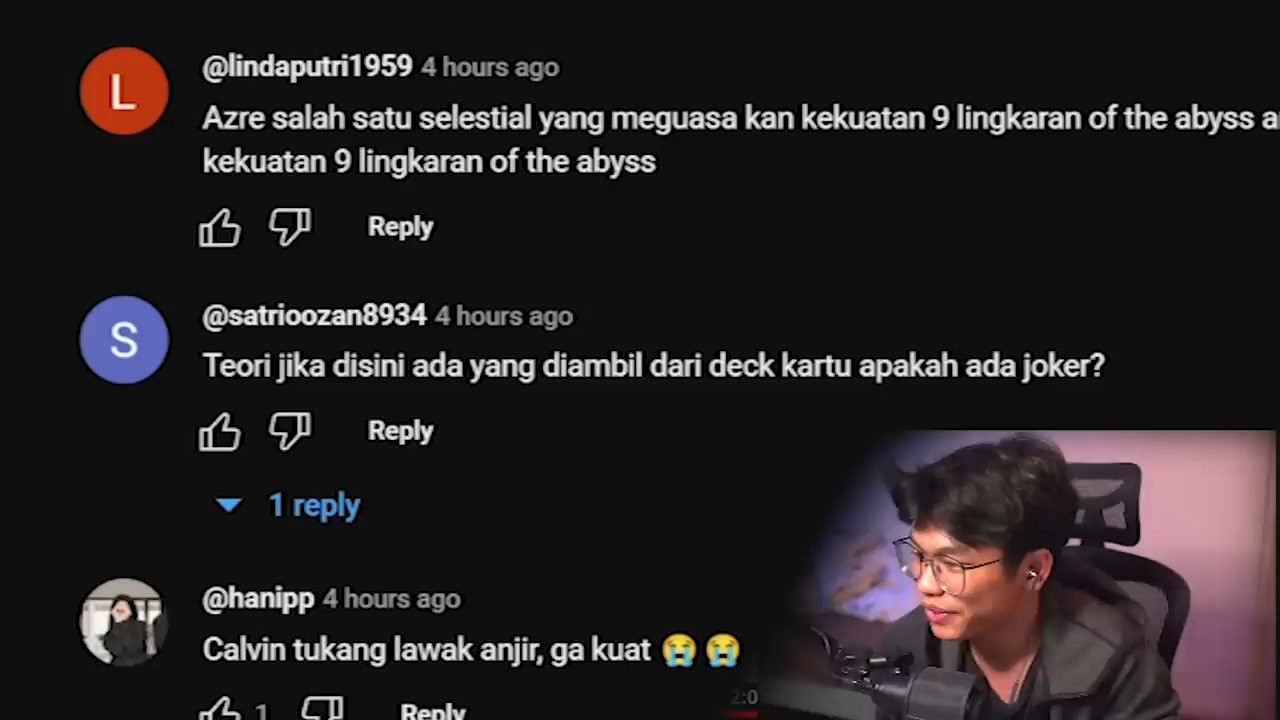 L
@lindaputri1959 4 hours ago
Azre salah satu selestial yang meguasa kan kekuatan 9 lingkaran of the abyss
kekuatan 9 lingkaran of the abyss
Reply
S
@satrioozan8934 4 hours ago
Teori jika disini ada yang diambil dari deck kartu apakah ada joker?
Reply
1 reply
@hanipp 4 hours ago
Calvin tukang lawak anjir, ga kuat 😭😭
1 Reply
2:0